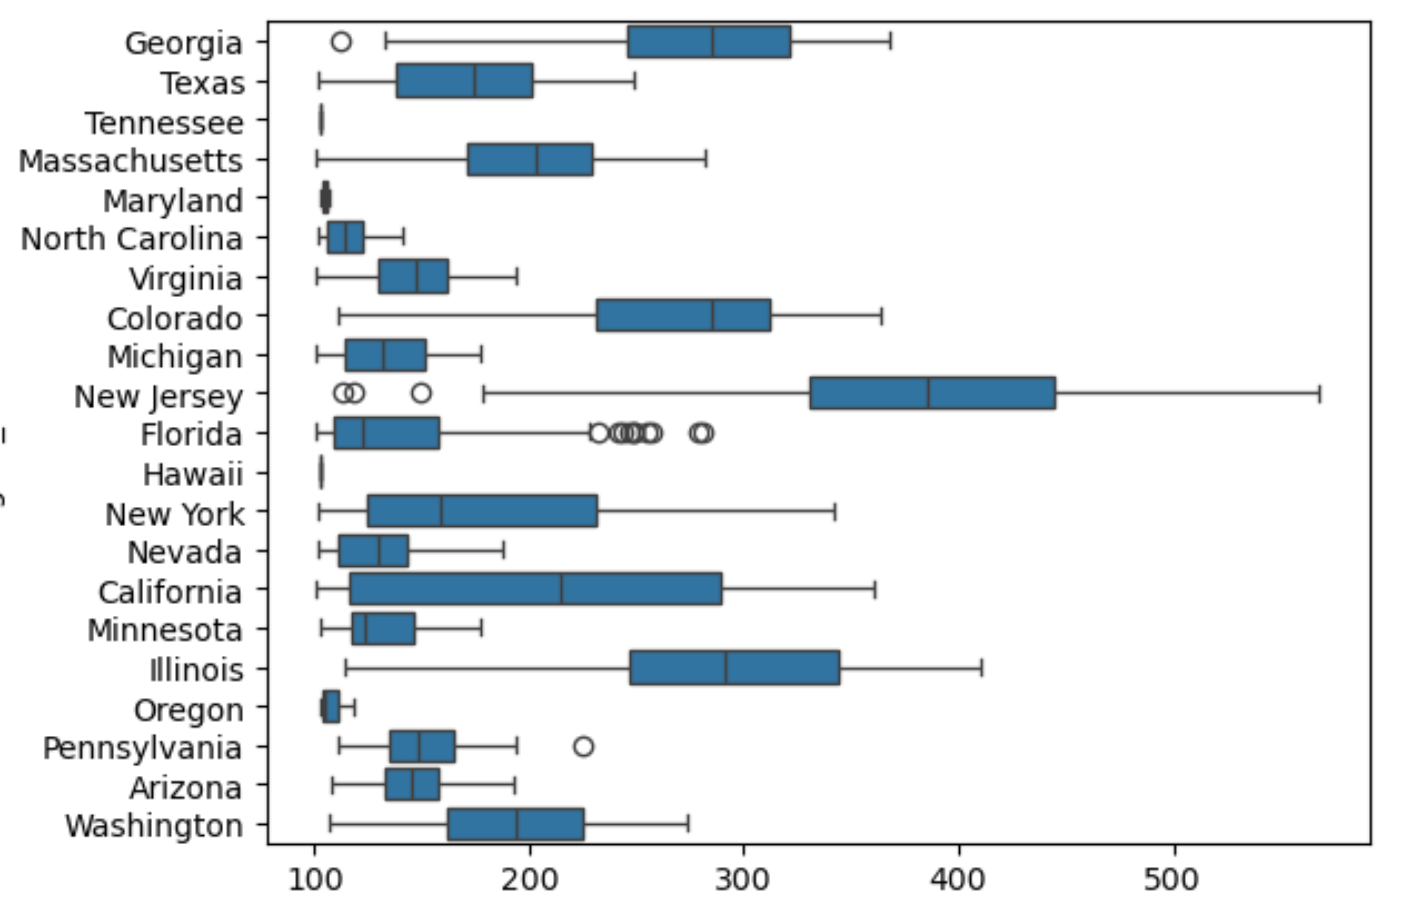 Georgia
Texas
Tennessee
Massachusetts
Maryland
North Carolina
Virginia
Colorado
Michigan
New Jersey
Florida
Hawaii
New York
Nevada
California
Minnesota
Illinois
Oregon
Pennsylvania
Arizona
Washington
100 200 300 400 500